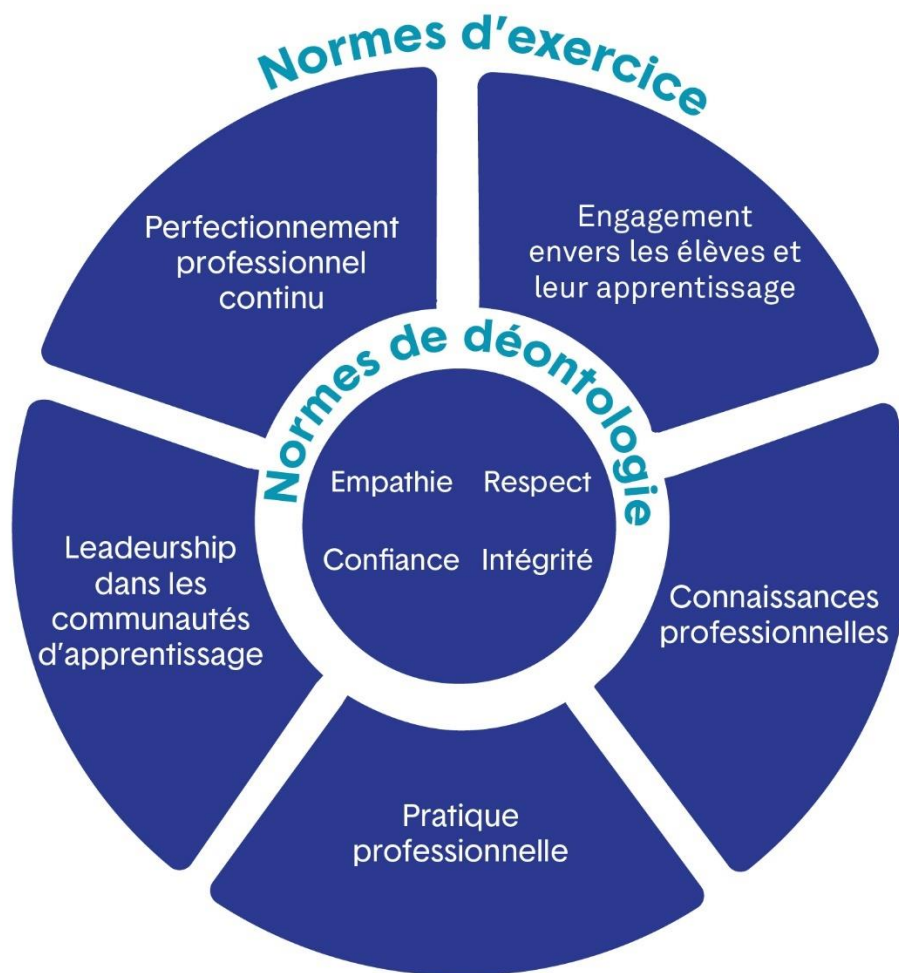 Normes d'exercice
Perfectionnement
professionnel
continu
Engagement
envers les élèves et
leur apprentissage
Normes de déontologie
Empathie Respect
Confiance Intégrité
Leadeurship
dans les
communautés
d'apprentissage
Connaissances
professionnelles
Pratique
professionnelle